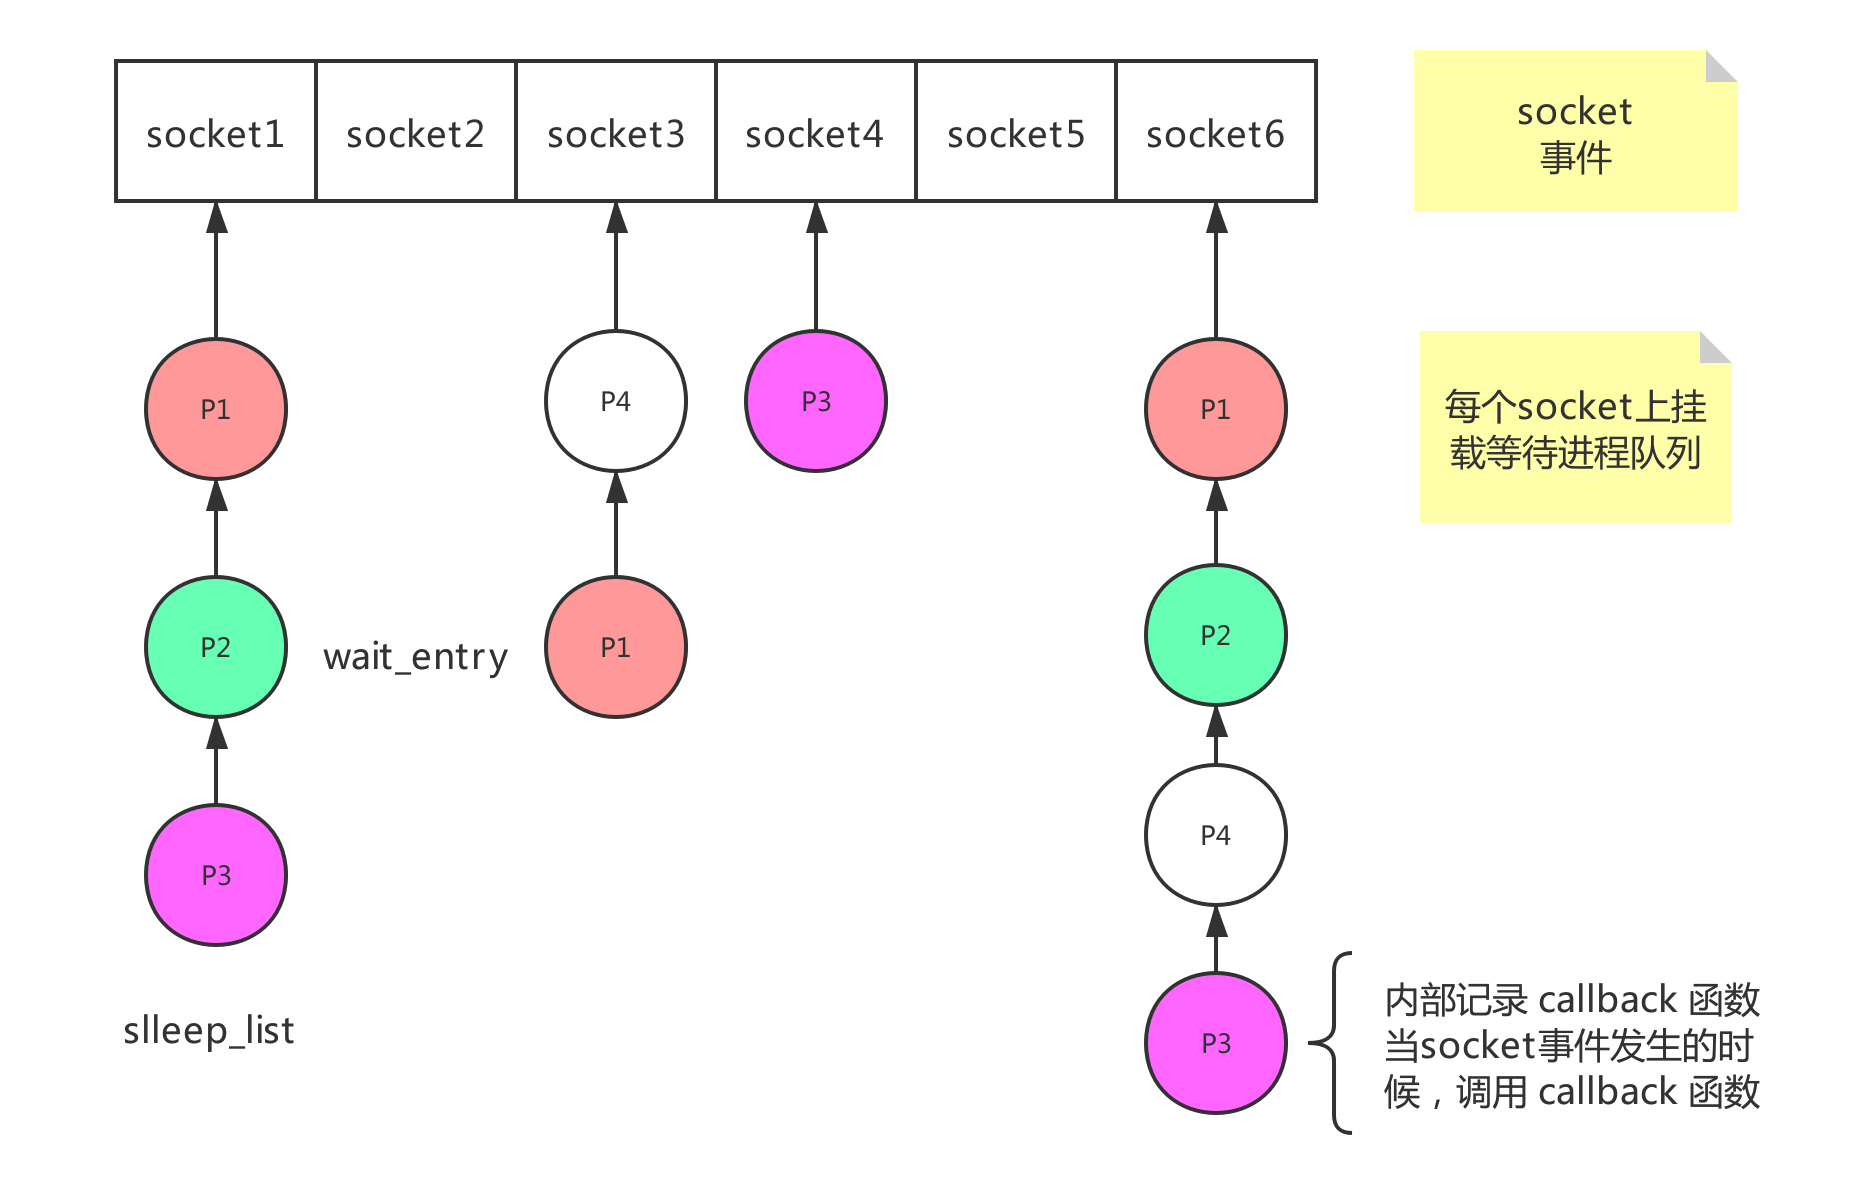 socket1 socket2 socket3 socket4 socket5 socket6
socket
事件
P1
P4
P3
P1
每个socket上挂
载等待进程队列
P2
wait_entry
P1
P2
P4
P3
slleep_list
P3
内部记录 callback 函数
当socket事件发生的时
候，调用 callback 函数